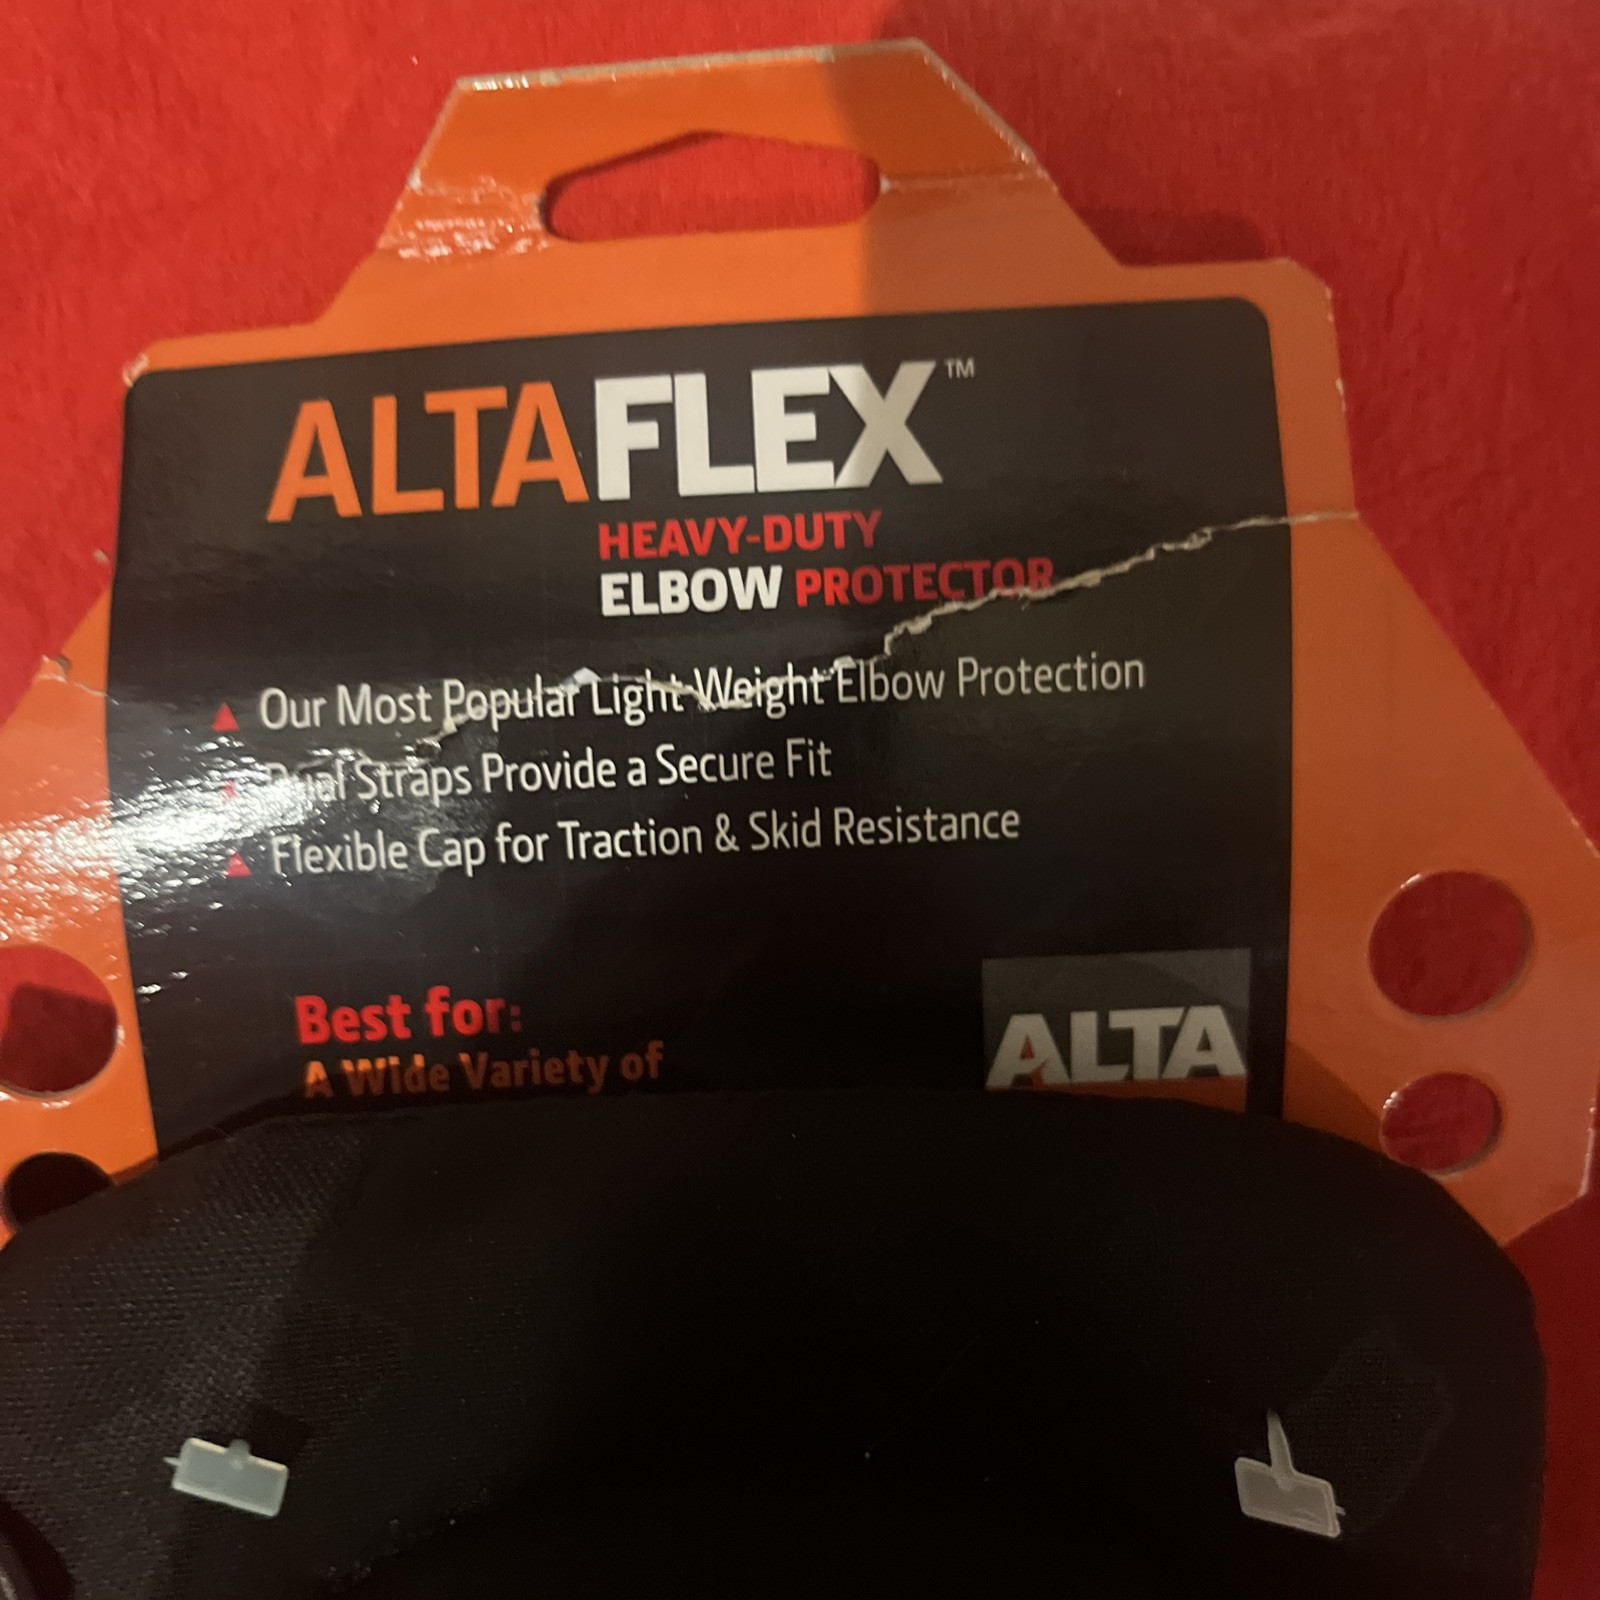 ALTAFLEX™
HEAVY-DUTY
ELBOW PROTECTOR
Our Most Popular Light-Weight Elbow Protection
Dual Straps Provide a Secure Fit
Flexible Cap for Traction & Skid Resistance
Best for:
A Wide Variety of
ALTA